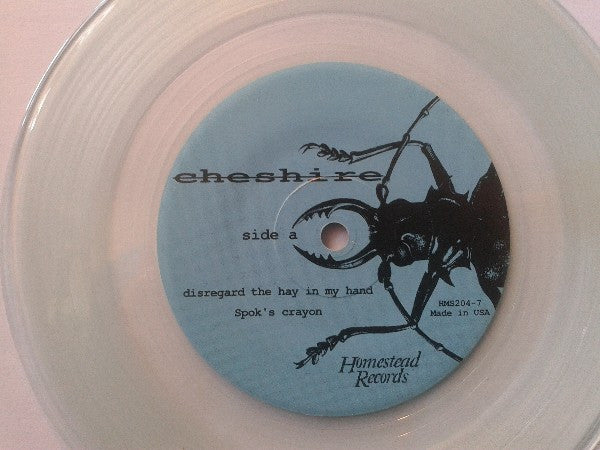 cheshire
side a
disregard the hay in my hand
Spok's crayon
HMS204-7
Made in USA
Homestead
Records